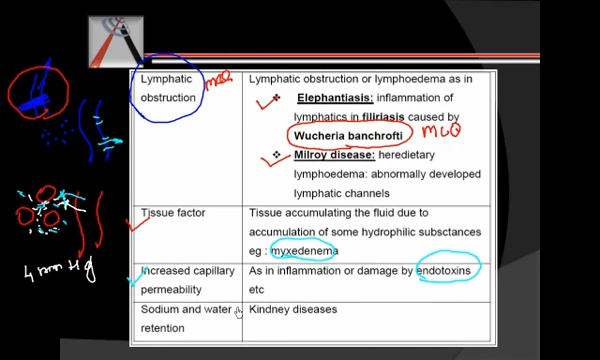 Lymphatic
obstruction
MCQ
Lymphatic obstruction or lymphoedema as in
❖ Elephantiasis: inflammation of
lymphatics in filiriasis caused by
Wucheria banchrofti
MCQ
❖ Milroy disease: heredietary
lymphoedema: abnormally developed
lymphatic channels
Tissue factor
Tissue accumulating the fluid due to
accumulation of some hydrophilic substances
eg : myxedenema
Increased capillary
permeability
As in inflammation or damage by endotoxins
etc
Sodium and water
retention
Kindney diseases
4 mm Hg